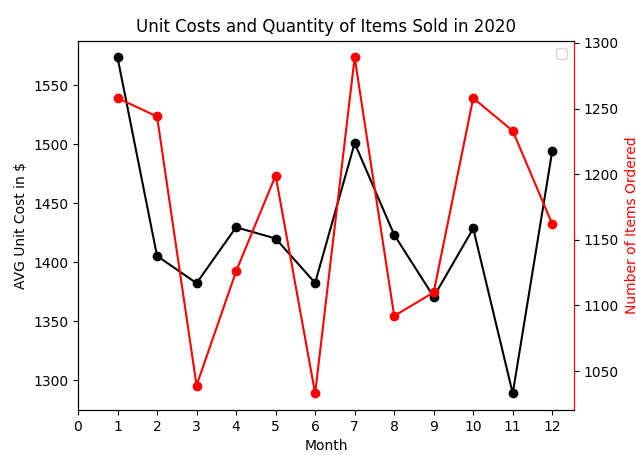 Unit Costs and Quantity of Items Sold in 2020
AVG Unit Cost in $
1550
1500
1450
1400
1350
1300
1300
1250
1200
1150
1100
1050
Number of Items Ordered
0 1 2 3 4 5 6 7 8 9 10 11 12
Month